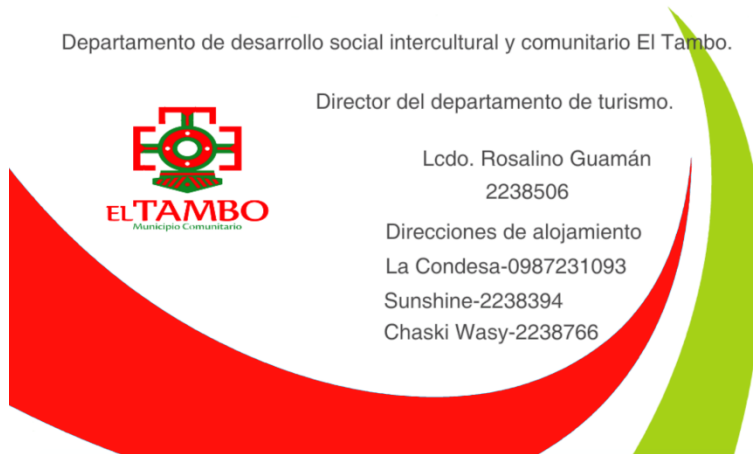 Departamento de desarrollo social intercultural y comunitario El Tambo.
Director del departamento de turismo.
Lcdo. Rosalino Guamán
2238506
EL TAMBO
Municipio Comunitario
Direcciones de alojamiento
La Condesa-0987231093
Sunshine-2238394
Chaski Wasy-2238766